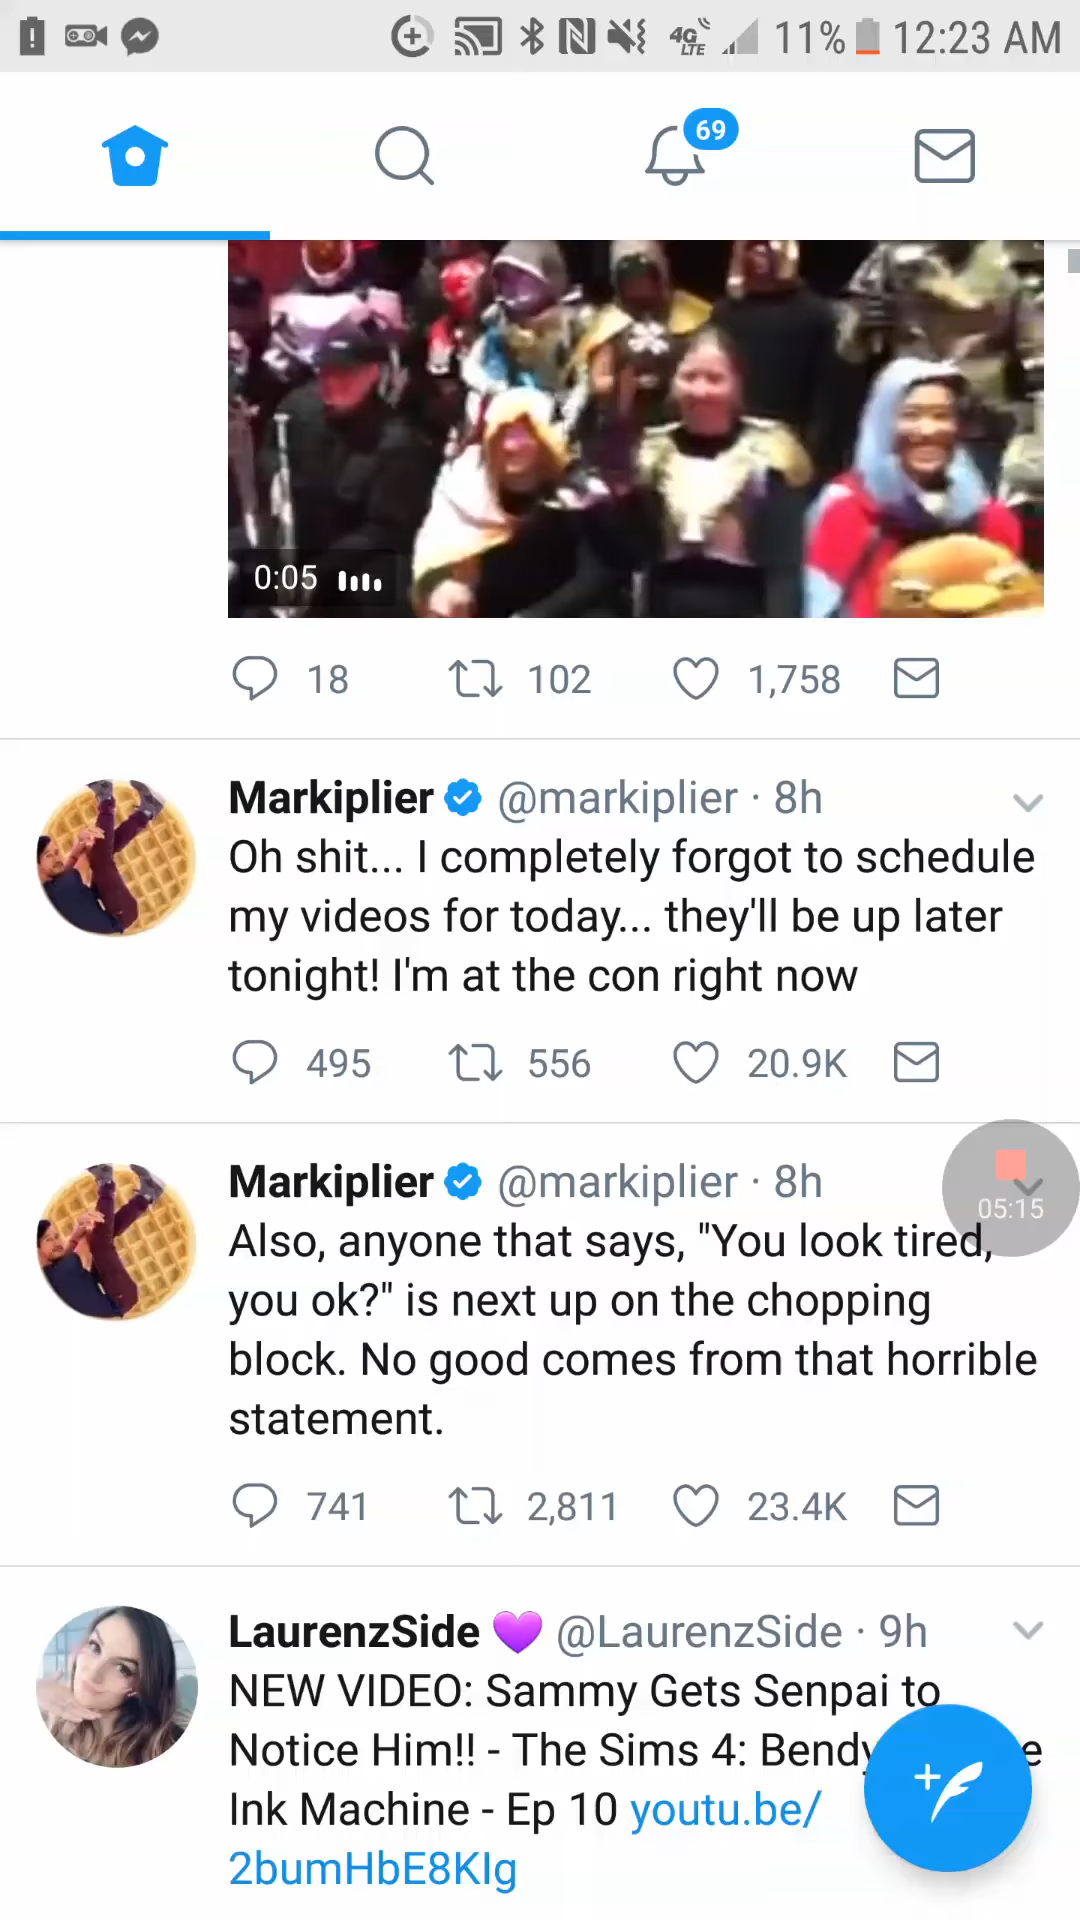 4G LTE 11% 12:23 AM
69
0:05
18 102 1,758
Markiplier @markiplier · 8h
Oh shit... I completely forgot to schedule
my videos for today... they'll be up later
tonight! I'm at the con right now
495 556 20.9K
Markiplier @markiplier · 8h
05:15
Also, anyone that says, "You look tired,
you ok?" is next up on the chopping
block. No good comes from that horrible
statement.
741 2,811 23.4K
LaurenzSide 💜 @LaurenzSide · 9h
NEW VIDEO: Sammy Gets Senpai to
Notice Him!! - The Sims 4: Bendy
Ink Machine - Ep 10 youtu.be/
2bumHbE8KIg